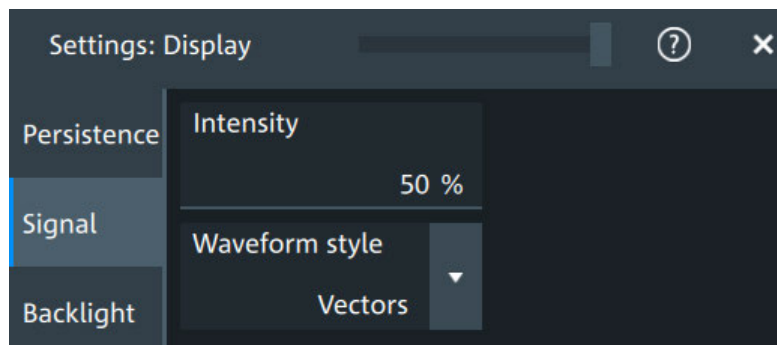 Settings: Display
?
×
Persistence
Signal
Backlight
Intensity
50 %
Waveform style
Vectors